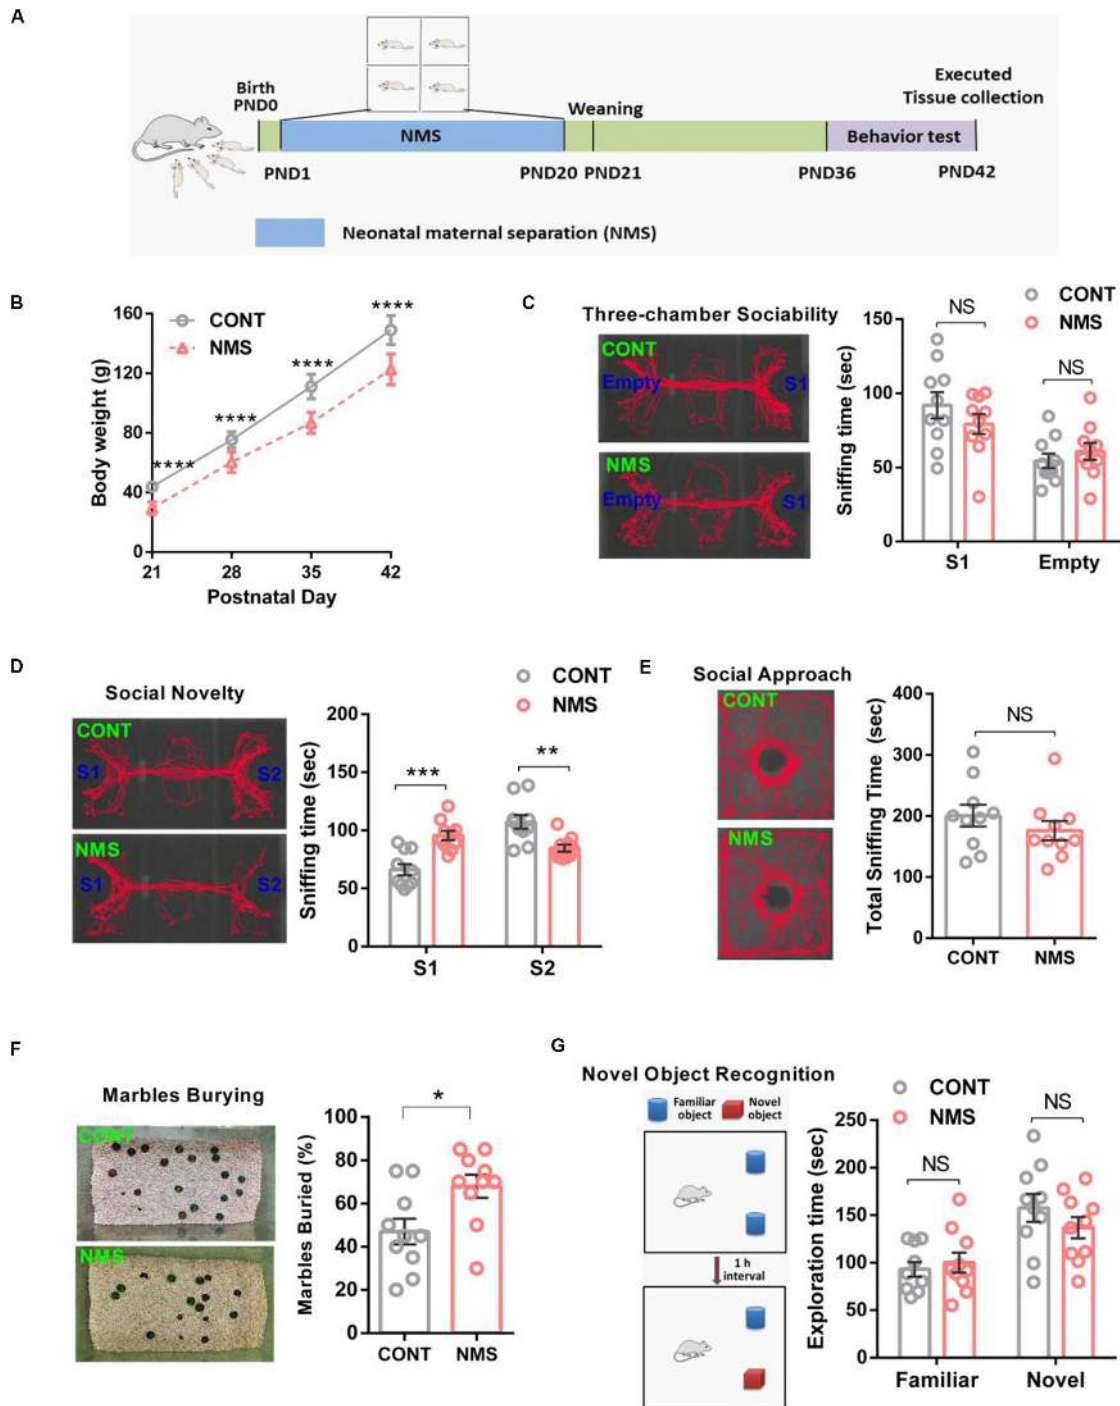 A
Birth
PND0
NMS
Weaning
Executed
Tissue collection
Behavior test
PND1
PND20
PND21
PND36
PND42
Neonatal maternal separation (NMS)
B
CONT
NMS
****
****
****
****
Body weight (g)
160
120
80
40
0
21
28
35
42
Postnatal Day
C
Three-chamber Sociability
CONT
Empty
S1
NMS
Empty
S1
CONT
NMS
NS
NS
Sniffing time (sec)
150
100
50
0
S1
Empty
D
Social Novelty
CONT
S1
S2
NMS
S1
S2
CONT
NMS
***
**
Sniffing time (sec)
200
150
100
50
0
S1
S2
E
Social Approach
CONT
NMS
NS
Total Sniffing Time (sec)
400
300
200
100
0
CONT
NMS
F
Marbles Burying
CONT
NMS
*
Marbles Buried (%)
100
80
60
40
20
0
CONT
NMS
G
Novel Object Recognition
Familiar
object
Novel
object
1 h
interval
CONT
NMS
NS
NS
Exploration time (sec)
250
200
150
100
50
0
Familiar
Novel